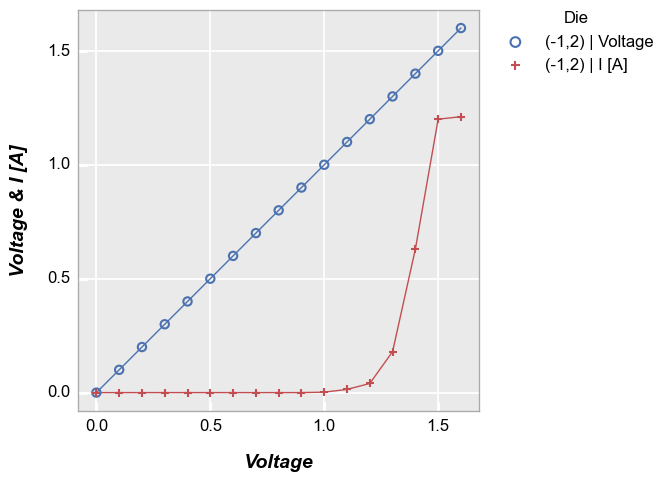 Die
(-1,2) | Voltage
(-1,2) | I [A]
Voltage & I [A]
1.5
1.0
0.5
0.0
0.0
0.5
1.0
1.5
Voltage